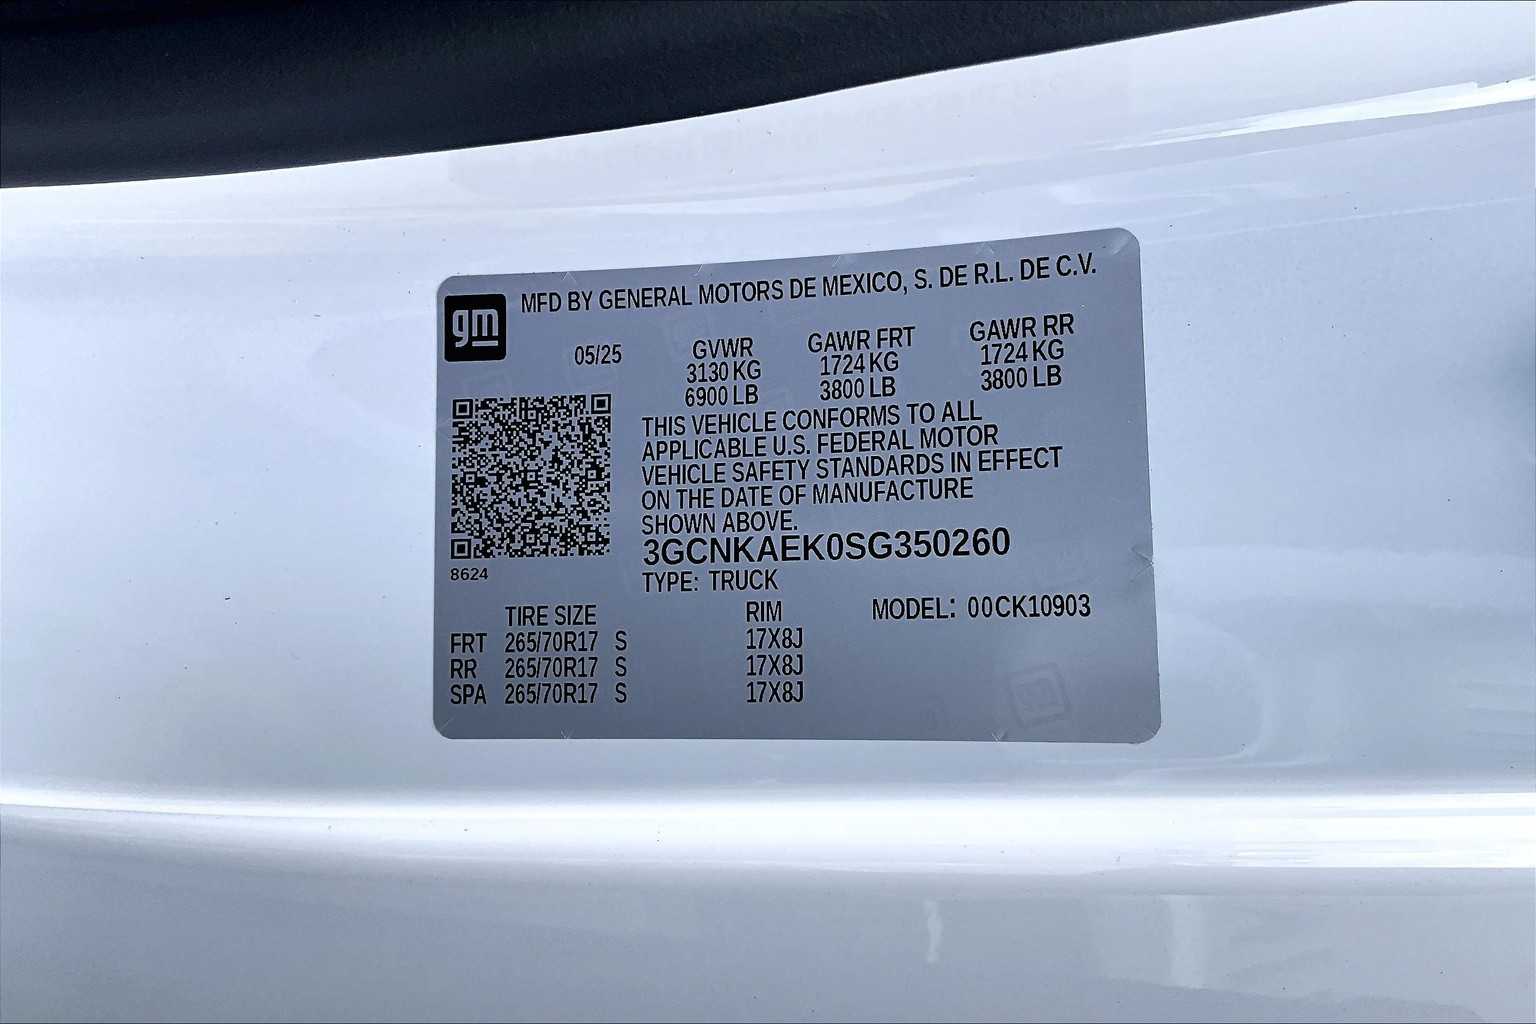 gm
MFD BY GENERAL MOTORS DE MEXICO, S. DE R.L. DE C.V.
05/25 GVWR GAWR FRT GAWR RR
3130 KG 1724 KG 1724 KG
6900 LB 3800 LB 3800 LB
THIS VEHICLE CONFORMS TO ALL
APPLICABLE U.S. FEDERAL MOTOR
VEHICLE SAFETY STANDARDS IN EFFECT
ON THE DATE OF MANUFACTURE
SHOWN ABOVE.
3GCNKAEK0SG350260
8624
TYPE: TRUCK
TIRE SIZE RIM MODEL: 00CK10903
FRT 265/70R17 S 17X8J
RR 265/70R17 S 17X8J
SPA 265/70R17 S 17X8J